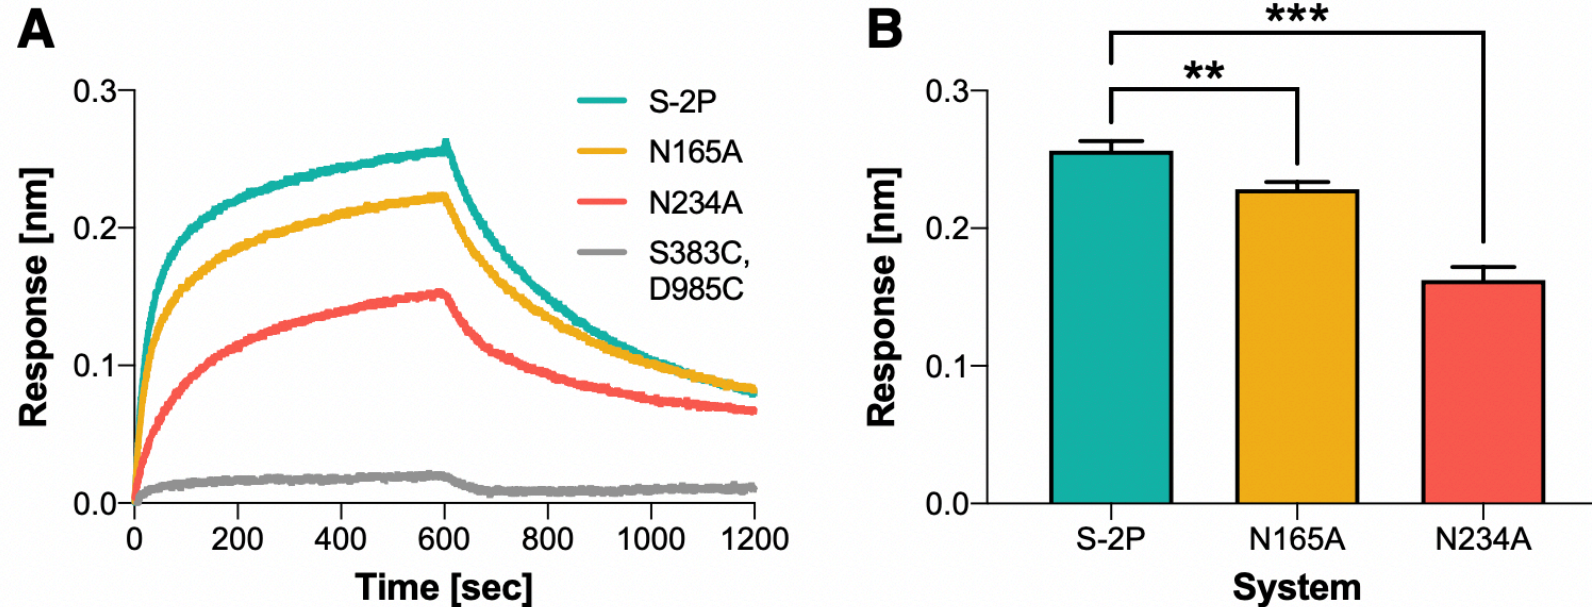 A
Response [nm]
0.3
0.2
0.1
0.0
0 200 400 600 800 1000 1200
Time [sec]
S-2P
N165A
N234A
S383C,
D985C
B
Response [nm]
0.3
0.2
0.1
0.0
***
**
S-2P N165A N234A
System